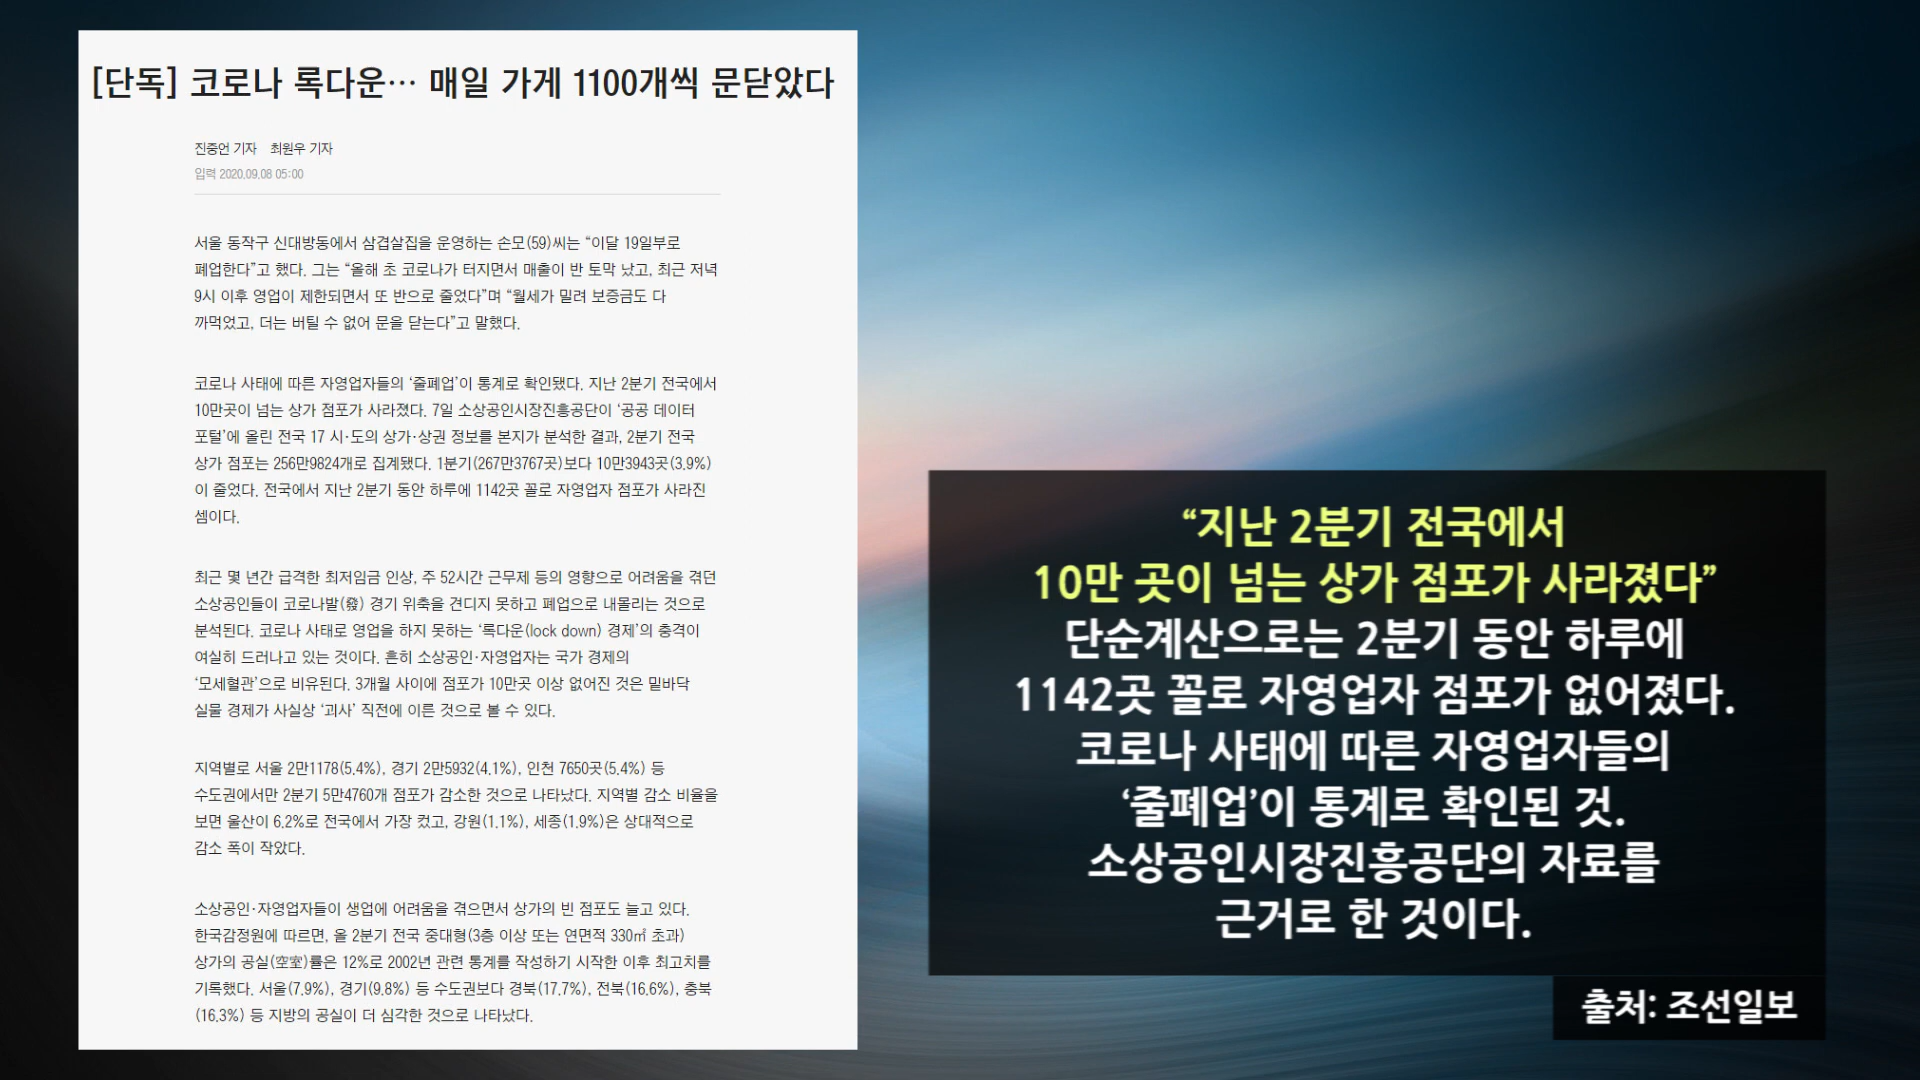 [단독] 코로나 록다운… 매일 가게 1100개씩 문닫았다
진중언 기자 최원우 기자
입력 2020.09.08 05:00
서울 동작구 신대방동에서 삼겹살집을 운영하는 손모(59)씨는 “이달 19일부로
폐업한다”고 했다. 그는 “올해 초 코로나가 터지면서 매출이 반 토막 났고, 최근 저녁
9시 이후 영업이 제한되면서 또 반으로 줄었다”며 “월세가 밀려 보증금도 다
까먹었고, 더는 버틸 수 없어 문을 닫는다”고 말했다.
코로나 사태에 따른 자영업자들의 ‘줄폐업’이 통계로 확인됐다. 지난 2분기 전국에서
10만곳이 넘는 상가 점포가 사라졌다. 7일 소상공인시장진흥공단이 ‘공공 데이터
포털’에 올린 전국 17 시·도의 상가·상권 정보를 본지가 분석한 결과, 2분기 전국
상가 점포는 256만9824개로 집계됐다. 1분기(267만3767곳)보다 10만3943곳(3.9%)
이 줄었다. 전국에서 지난 2분기 동안 하루에 1142곳 꼴로 자영업자 점포가 사라진
셈이다.
최근 몇 년간 급격한 최저임금 인상, 주 52시간 근무제 등의 영향으로 어려움을 겪던
소상공인들이 코로나발(發) 경기 위축을 견디지 못하고 폐업으로 내몰리는 것으로
분석된다. 코로나 사태로 영업을 하지 못하는 ‘록다운(lock down) 경제’의 충격이
여실히 드러나고 있는 것이다. 흔히 소상공인·자영업자는 국가 경제의
‘모세혈관’으로 비유된다. 3개월 사이에 점포가 10만곳 이상 없어진 것은 밑바닥
실물 경제가 사실상 ‘괴사’ 직전에 이른 것으로 볼 수 있다.
지역별로 서울 2만1178(5.4%), 경기 2만5932(4.1%), 인천 7650곳(5.4%) 등
수도권에서만 2분기 5만4760개 점포가 감소한 것으로 나타났다. 지역별 감소 비율을
보면 울산이 6.2%로 전국에서 가장 컸고, 강원(1.1%), 세종(1.9%)은 상대적으로
감소 폭이 작았다.
소상공인·자영업자들이 생업에 어려움을 겪으면서 상가의 빈 점포도 늘고 있다.
한국감정원에 따르면, 올 2분기 전국 중대형(3층 이상 또는 연면적 330㎡ 초과)
상가의 공실(空室)률은 12%로 2002년 관련 통계를 작성하기 시작한 이후 최고치를
기록했다. 서울(7.9%), 경기(9.8%) 등 수도권보다 경북(17.7%), 전북(16.6%), 충북
(16.3%) 등 지방의 공실이 더 심각한 것으로 나타났다.
“지난 2분기 전국에서
10만 곳이 넘는 상가 점포가 사라졌다”
단순계산으로는 2분기 동안 하루에
1142곳 꼴로 자영업자 점포가 없어졌다.
코로나 사태에 따른 자영업자들의
‘줄폐업’이 통계로 확인된 것.
소상공인시장진흥공단의 자료를
근거로 한 것이다.
출처: 조선일보